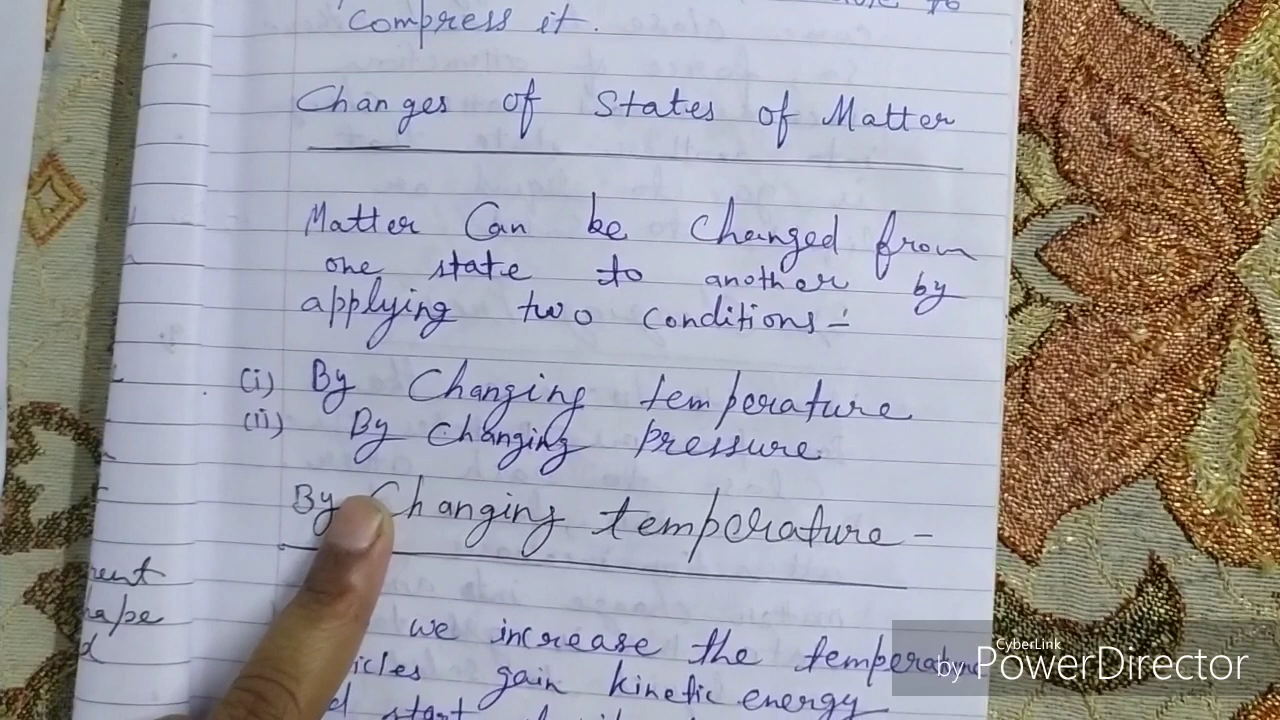 compress it.
Changes of States of Matter
Matter Can be Changed from
one state to another by
applying two conditions:-
(i) By Changing temperature
(ii) By Changing pressure
By Changing temperature -
we increase the temperature
gain kinetic energy
start
CyberLink
by PowerDirector